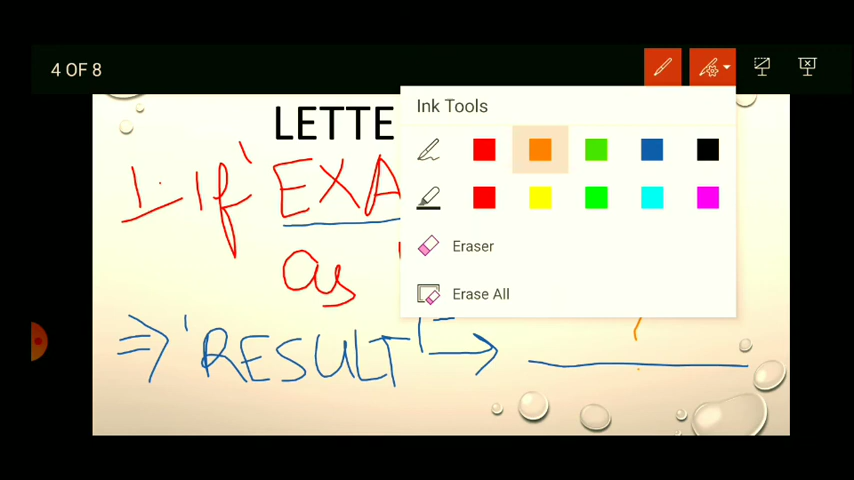 4 OF 8
Ink Tools
LETTE
1. If 'EXA
as '
Eraser
Erase All
⇒ 'RESULT' → ?